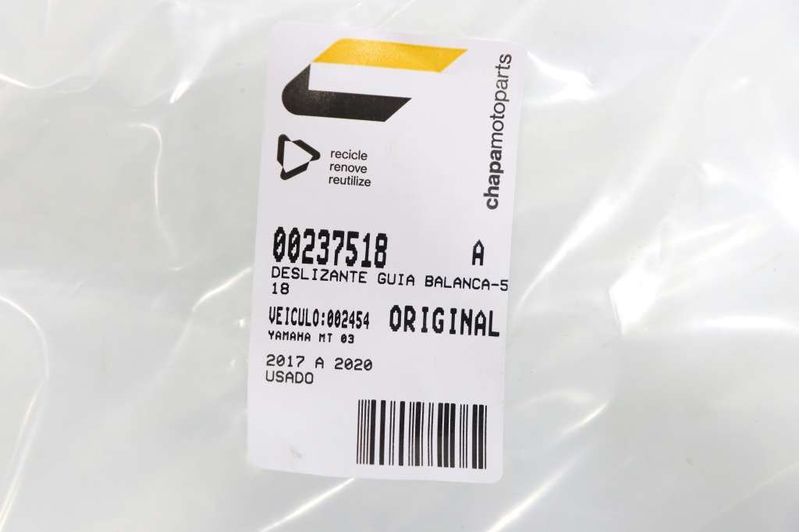 chapamotoparts
recicle
renove
reutilize
00237518 A
DESLIZANTE GUIA BALANCA-5
18
VEICULO:002454 ORIGINAL
YAMAHA MT 03
2017 A 2020
USADO